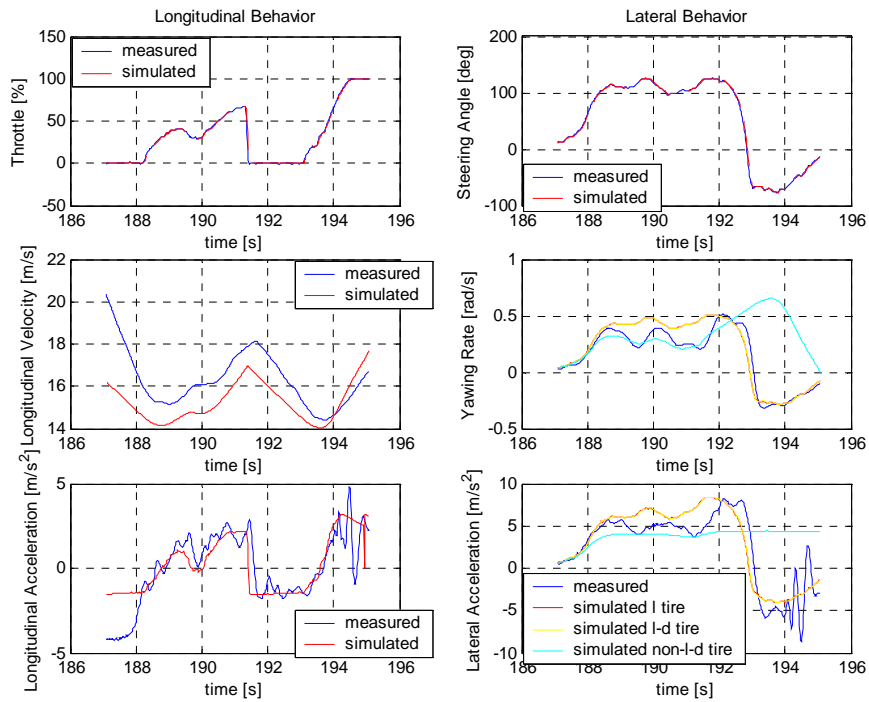 Longitudinal Behavior
Throttle [%]
150
100
50
0
-50
measured
simulated
186 188 190 192 194 196
time [s]
Lateral Behavior
Steering Angle [deg]
200
100
0
-100
measured
simulated
186 188 190 192 194 196
time [s]
Longitudinal Velocity [m/s]
22
20
18
16
14
measured
simulated
186 188 190 192 194 196
time [s]
Yawing Rate [rad/s]
1
0.5
0
-0.5
186 188 190 192 194 196
time [s]
Longitudinal Acceleration [m/s²]
5
0
-5
measured
simulated
186 188 190 192 194 196
time [s]
Lateral Acceleration [m/s²]
10
5
0
-5
-10
measured
simulated l tire
simulated l-d tire
simulated non-l-d tire
186 188 190 192 194 196
time [s]